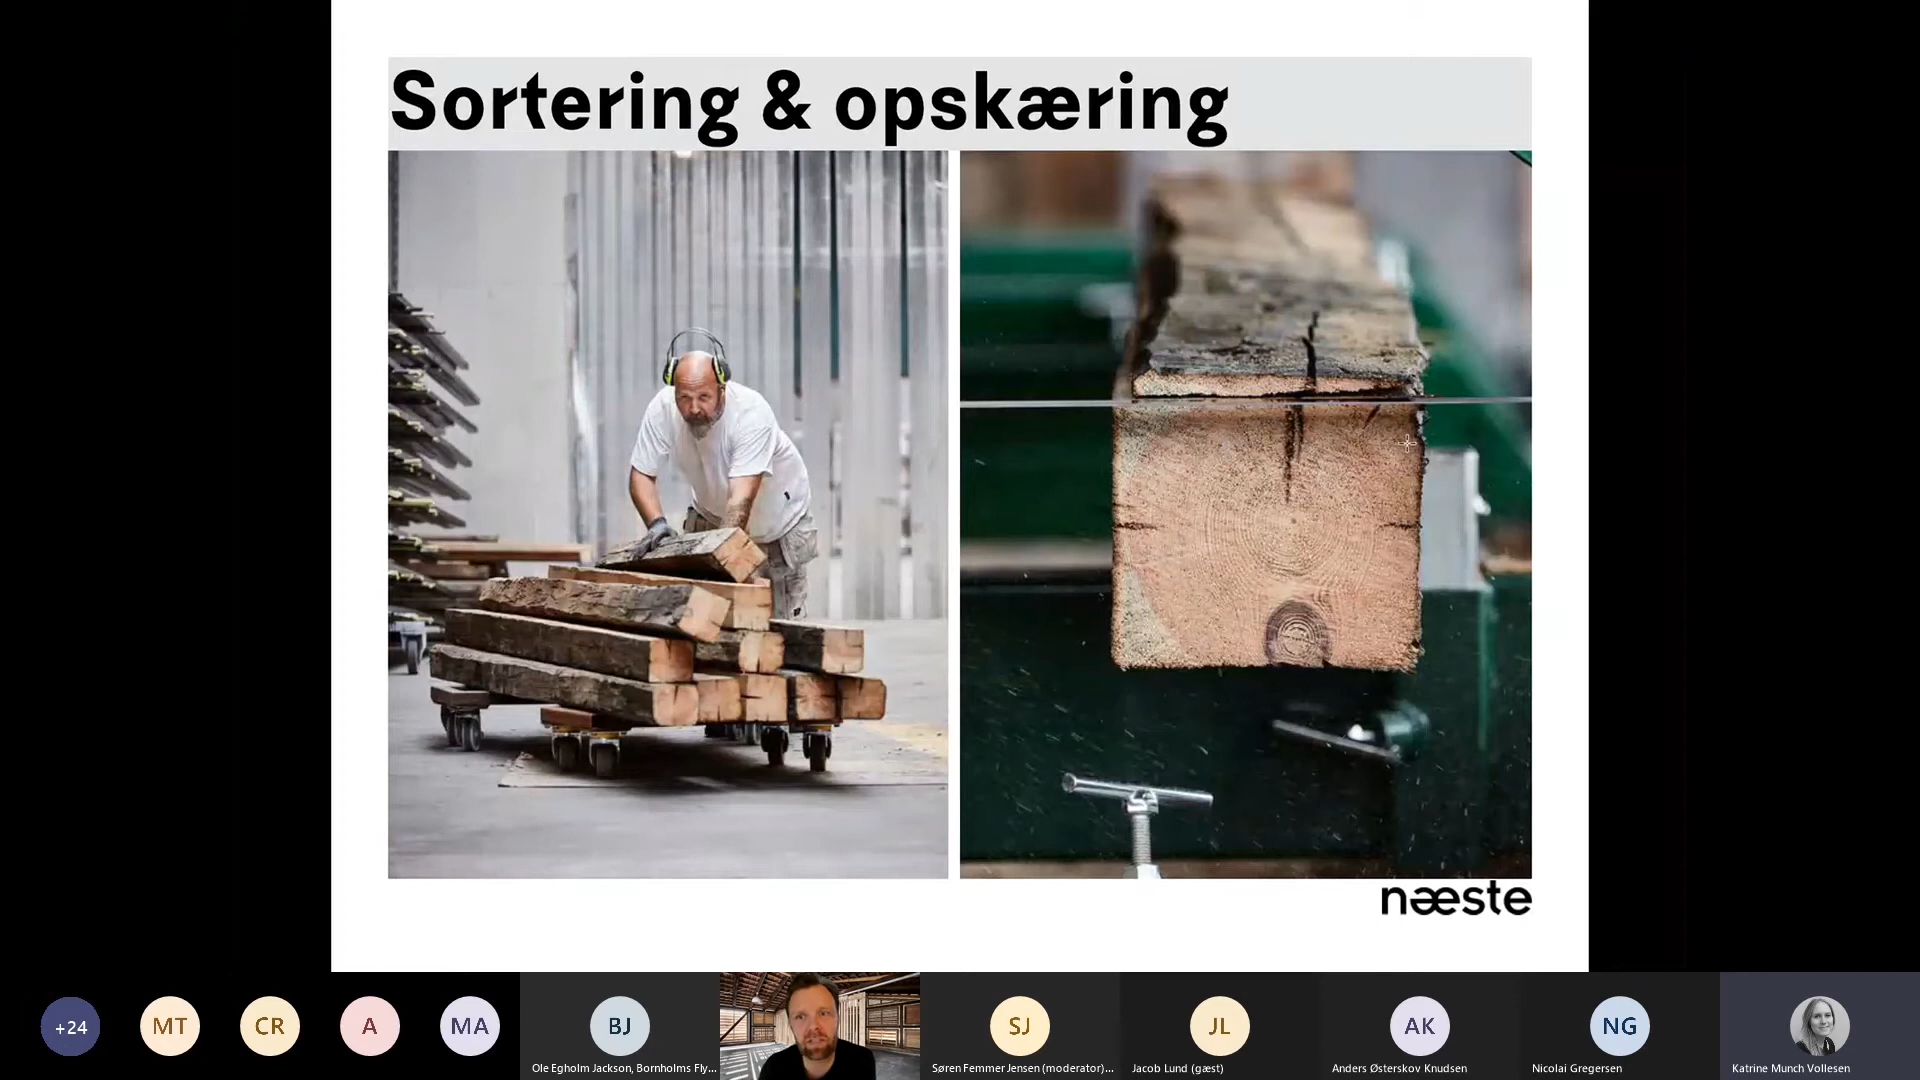 Sortering & opskæring
næste
+24
MT
CR
A
MA
BJ
SJ
JL
AK
NG
Ole Egholm Jackson, Bornholms Fly...
Søren Femmer Jensen (moderator)...
Jacob Lund (gæst)
Anders Østerskov Knudsen
Nicolai Gregersen
Katrine Munch Vollesen